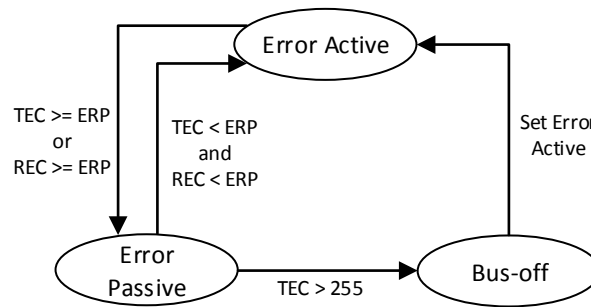 Error Active
TEC >= ERP
or
REC >= ERP
TEC < ERP
and
REC < ERP
Set Error
Active
Error
Passive
TEC > 255
Bus-off